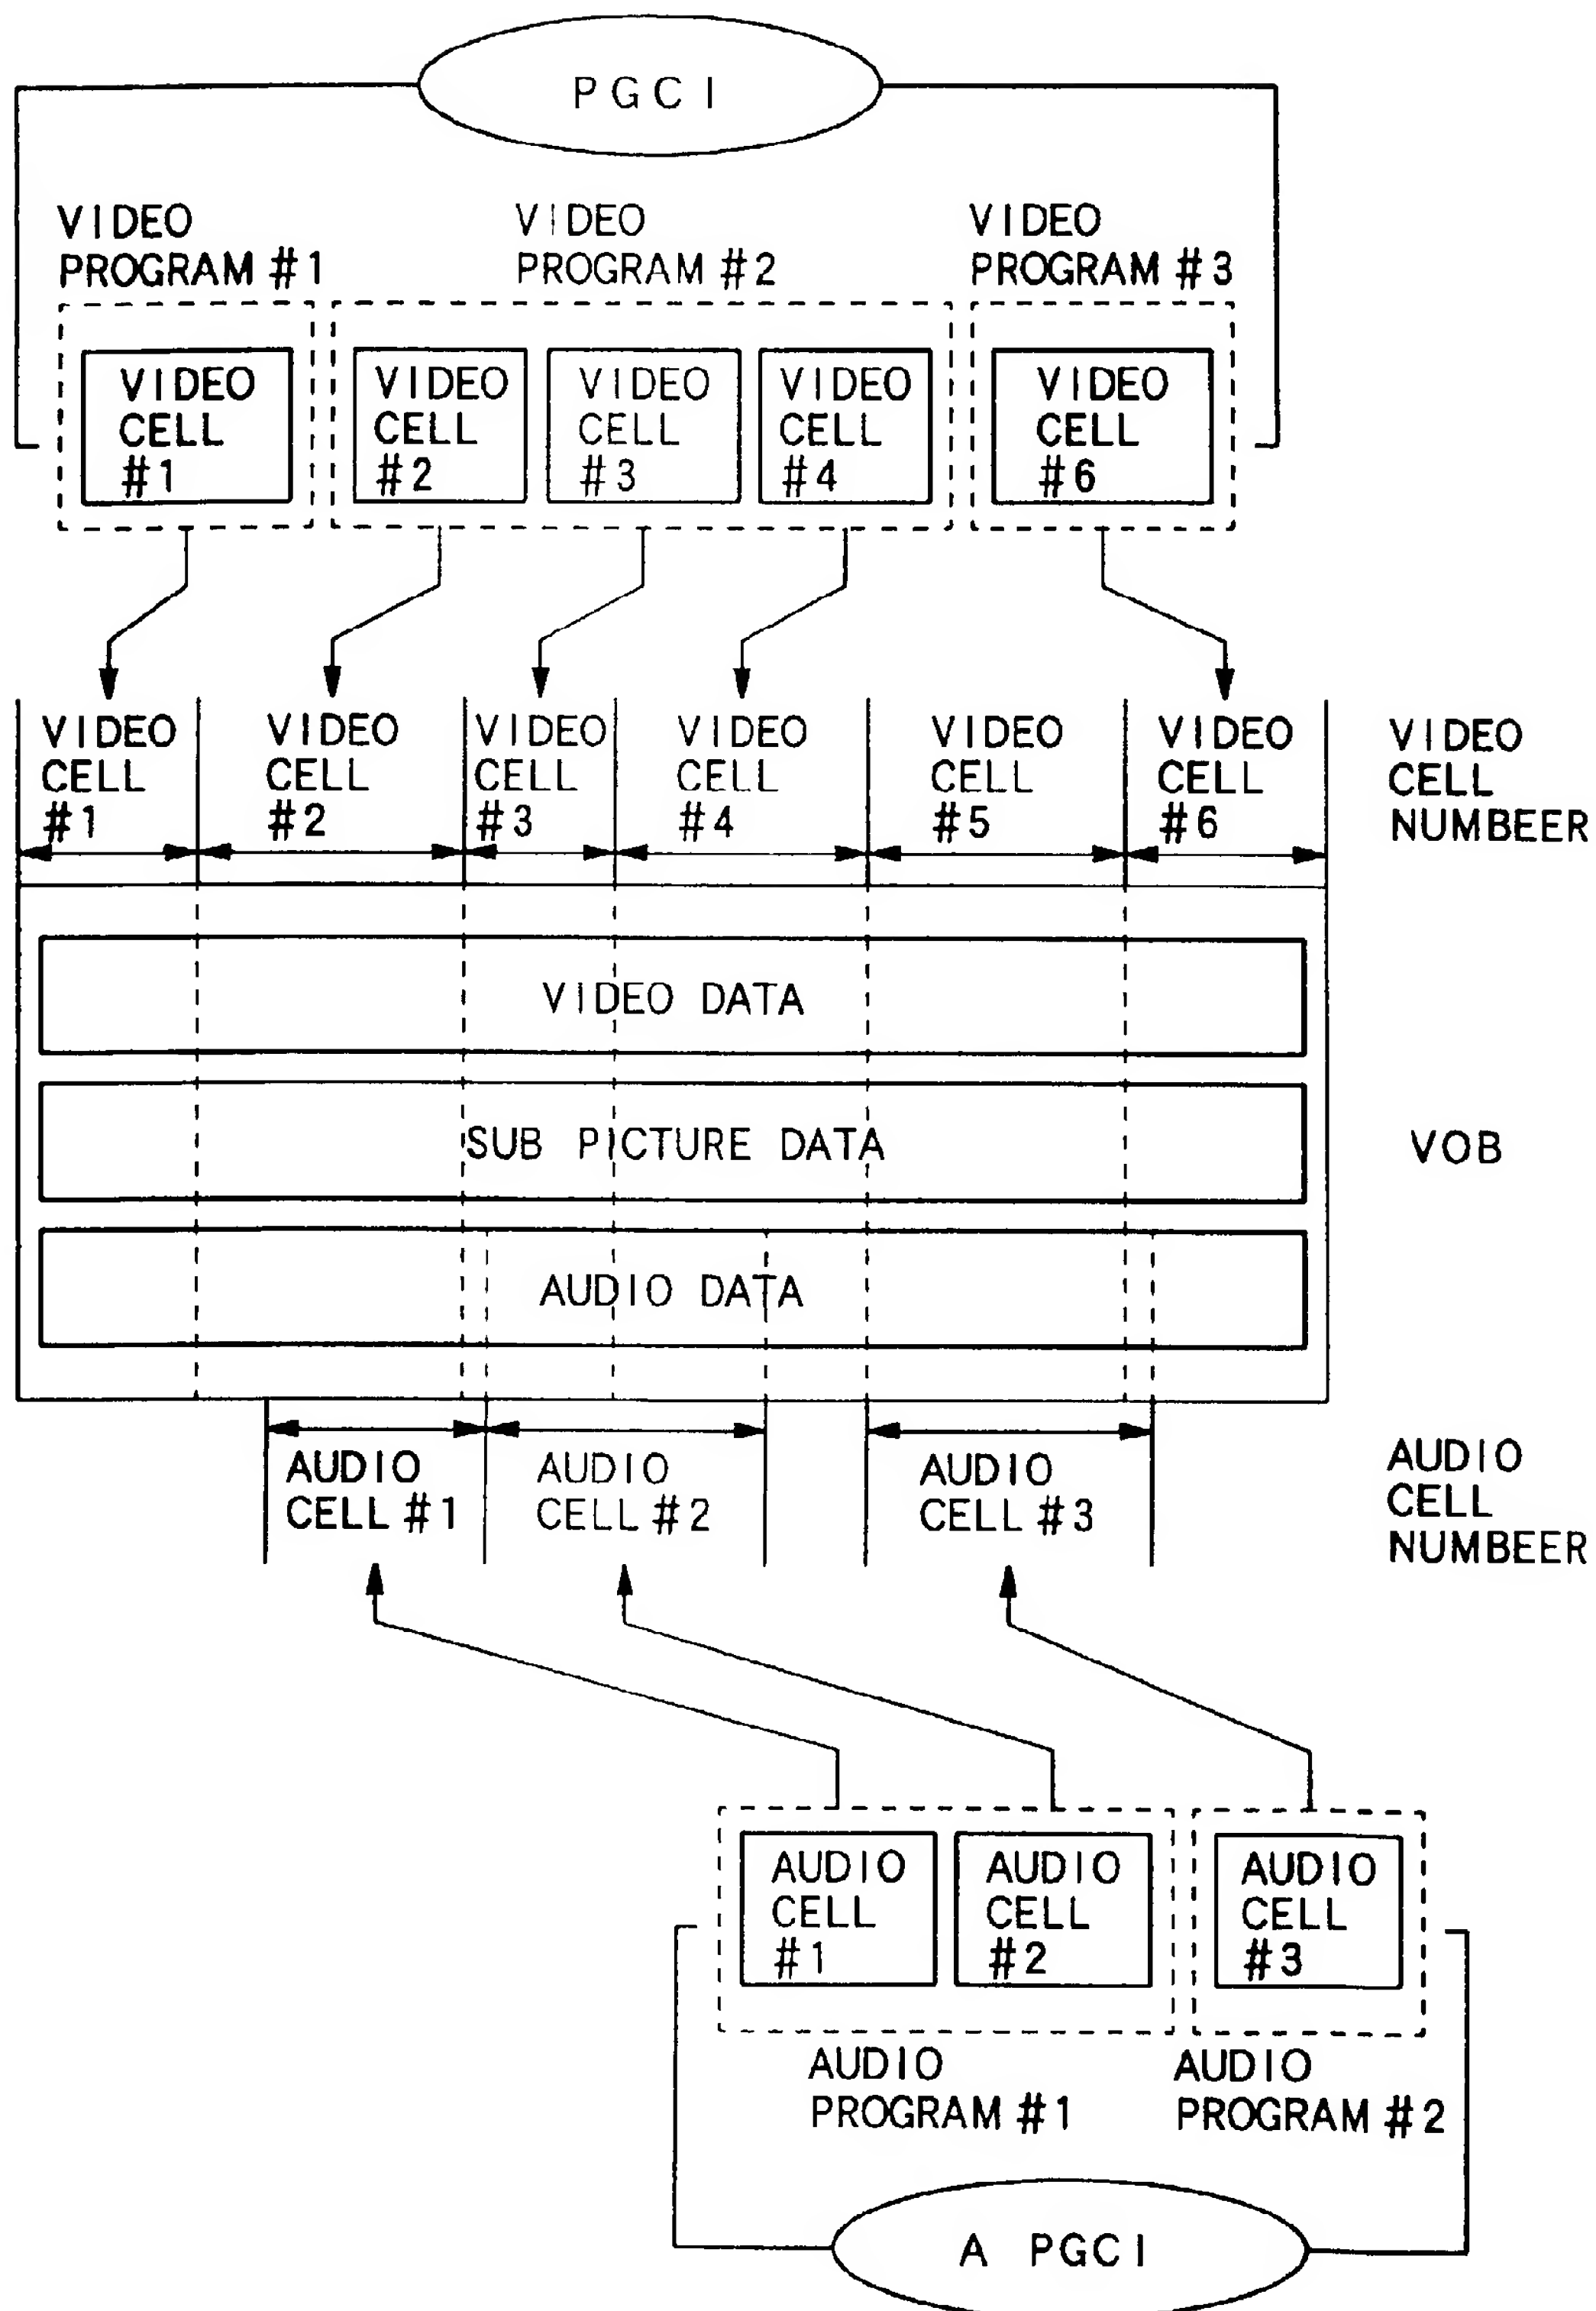 PGCI
VIDEO
PROGRAM #1
VIDEO
PROGRAM #2
VIDEO
PROGRAM #3
VIDEO
CELL
#1
VIDEO
CELL
#2
VIDEO
CELL
#3
VIDEO
CELL
#4
VIDEO
CELL
#6
VIDEO
CELL
#1
VIDEO
CELL
#2
VIDEO
CELL
#3
VIDEO
CELL
#4
VIDEO
CELL
#5
VIDEO
CELL
#6
VIDEO
CELL
NUMBEER
VIDEO DATA
SUB PICTURE DATA
VOB
AUDIO DATA
AUDIO
CELL #1
AUDIO
CELL #2
AUDIO
CELL #3
AUDIO
CELL
NUMBEER
AUDIO
CELL
#1
AUDIO
CELL
#2
AUDIO
CELL
#3
AUDIO
PROGRAM #1
AUDIO
PROGRAM #2
A PGCI